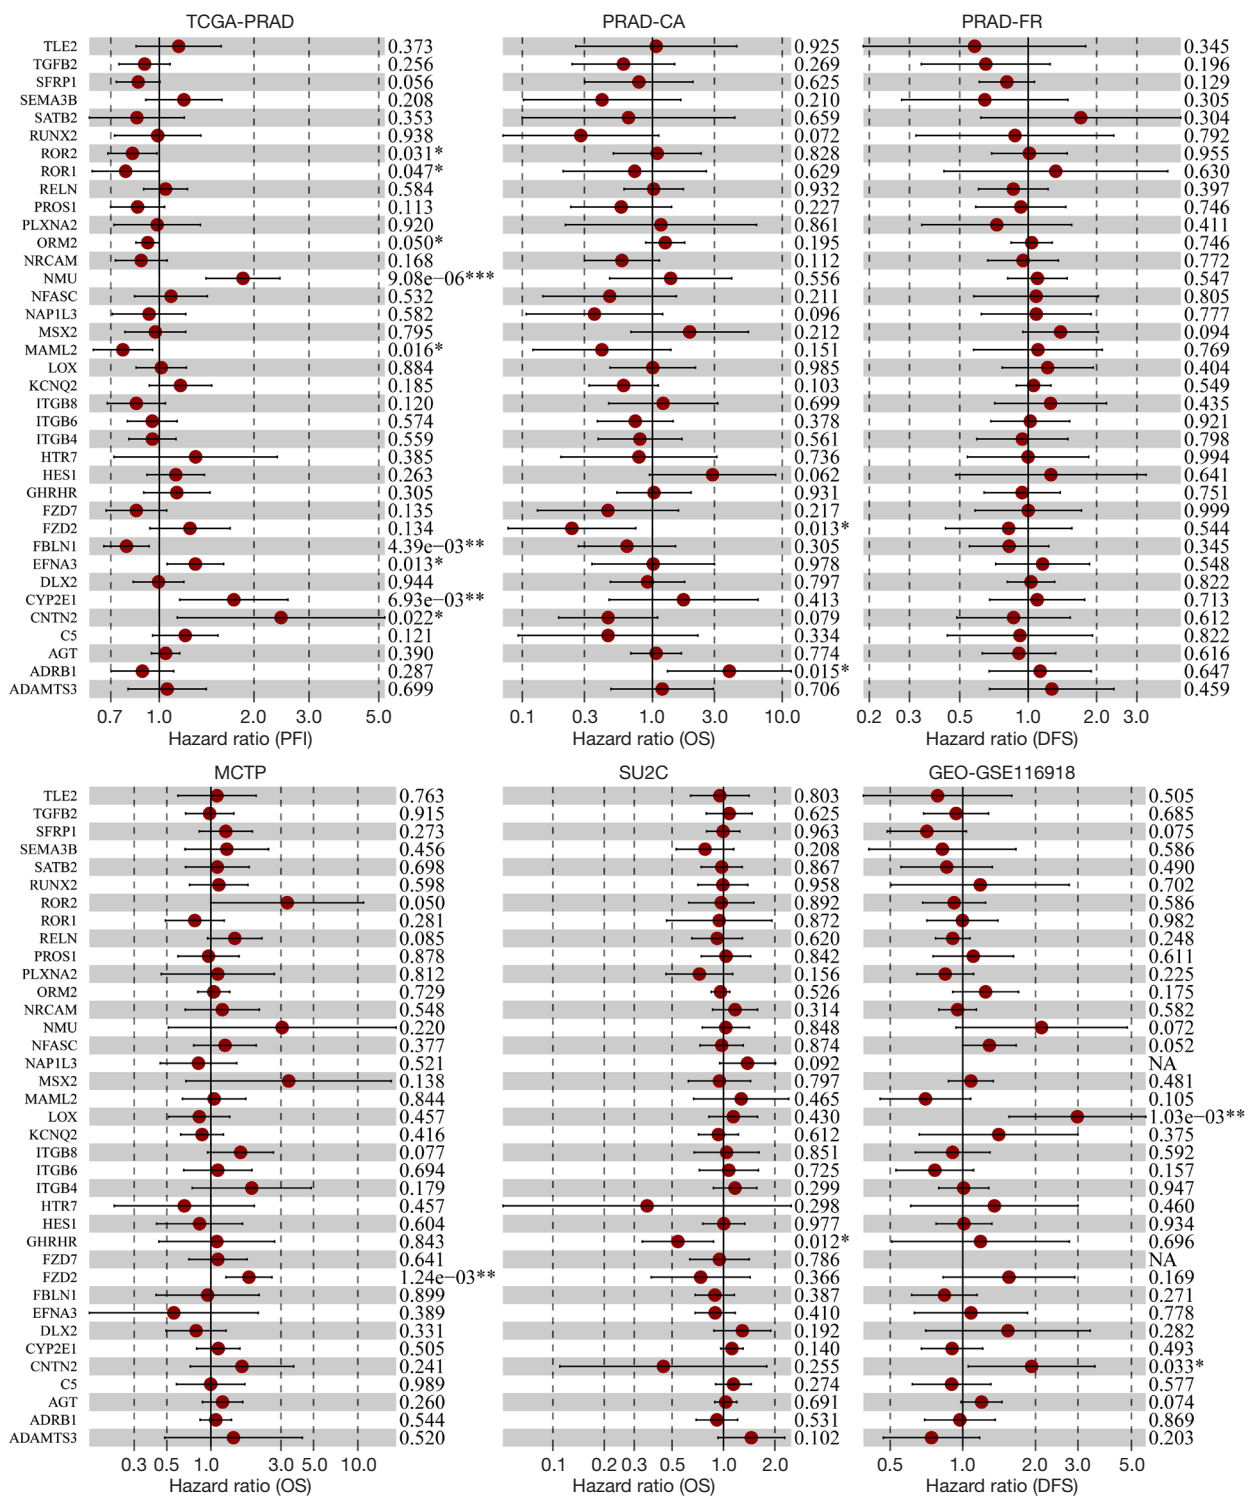 TCGA-PRAD PRAD-CA PRAD-FR
TLE2 0.373 0.925 0.345
TGFB2 0.256 0.269 0.196
SFRP1 0.056 0.625 0.129
SEMA3B 0.208 0.210 0.305
SATB2 0.353 0.659 0.304
RUNX2 0.938 0.072 0.792
ROR2 0.031* 0.828 0.955
ROR1 0.047* 0.629 0.630
RELN 0.584 0.932 0.397
PROS1 0.113 0.227 0.746
PLXNA2 0.920 0.861 0.411
ORM2 0.050* 0.195 0.746
NRCAM 0.168 0.112 0.772
NMU 9.08e−06*** 0.556 0.547
NFASC 0.532 0.211 0.805
NAP1L3 0.582 0.096 0.777
MSX2 0.795 0.212 0.094
MAML2 0.016* 0.151 0.769
LOX 0.884 0.985 0.404
KCNQ2 0.185 0.103 0.549
ITGB8 0.120 0.699 0.435
ITGB6 0.574 0.378 0.921
ITGB4 0.559 0.561 0.798
HTR7 0.385 0.736 0.994
HES1 0.263 0.062 0.641
GHRHR 0.305 0.931 0.751
FZD7 0.135 0.217 0.999
FZD2 0.134 0.013* 0.544
FBLN1 4.39e−03** 0.305 0.345
EFNA3 0.013* 0.978 0.548
DLX2 0.944 0.797 0.822
CYP2E1 6.93e−03** 0.413 0.713
CNTN2 0.022* 0.079 0.612
C5 0.121 0.334 0.822
AGT 0.390 0.774 0.616
ADRB1 0.287 0.015* 0.647
ADAMTS3 0.699 0.706 0.459
0.7 1.0 2.0 3.0 5.0 0.1 0.3 1.0 3.0 10.0 0.2 0.3 0.5 1.0 2.0 3.0
Hazard ratio (PFI) Hazard ratio (OS) Hazard ratio (DFS)
MCTP SU2C GEO-GSE116918
TLE2 0.763 0.803 0.505
TGFB2 0.915 0.625 0.685
SFRP1 0.273 0.963 0.075
SEMA3B 0.456 0.208 0.586
SATB2 0.698 0.867 0.490
RUNX2 0.598 0.958 0.702
ROR2 0.050 0.892 0.586
ROR1 0.281 0.872 0.982
RELN 0.085 0.620 0.248
PROS1 0.878 0.842 0.611
PLXNA2 0.812 0.156 0.225
ORM2 0.729 0.526 0.175
NRCAM 0.548 0.314 0.582
NMU 0.220 0.848 0.072
NFASC 0.377 0.874 0.052
NAP1L3 0.521 0.092 NA
MSX2 0.138 0.797 0.481
MAML2 0.844 0.465 0.105
LOX 0.457 0.430 1.03e−03**
KCNQ2 0.416 0.612 0.375
ITGB8 0.077 0.851 0.592
ITGB6 0.694 0.725 0.157
ITGB4 0.179 0.299 0.947
HTR7 0.457 0.298 0.460
HES1 0.604 0.977 0.934
GHRHR 0.843 0.012* 0.696
FZD7 0.641 0.786 NA
FZD2 1.24e−03** 0.366 0.169
FBLN1 0.899 0.387 0.271
EFNA3 0.389 0.410 0.778
DLX2 0.331 0.192 0.282
CYP2E1 0.505 0.140 0.493
CNTN2 0.241 0.255 0.033*
C5 0.989 0.274 0.577
AGT 0.260 0.691 0.074
ADRB1 0.544 0.531 0.869
ADAMTS3 0.520 0.102 0.203
0.3 0.5 1.0 3.0 5.0 10.0 0.1 0.2 0.3 0.5 1.0 2.0 0.5 1.0 2.0 3.0 5.0
Hazard ratio (OS) Hazard ratio (OS) Hazard ratio (DFS)